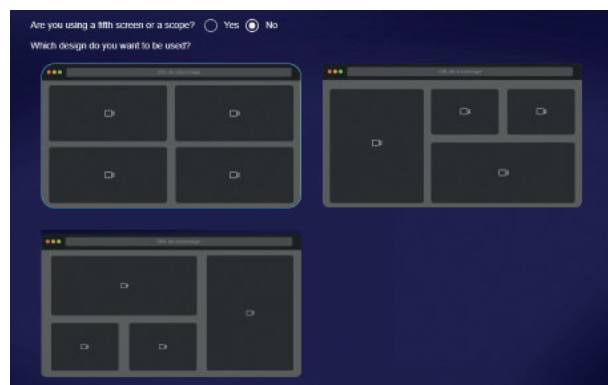 Are you using a fifth screen or a scope? Yes No
Which design do you want to be used?